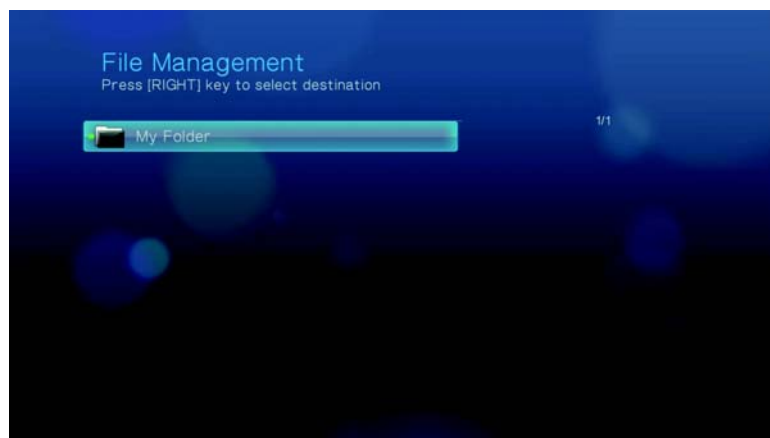 File Management
Press [RIGHT] key to select destination
1/1
My Folder